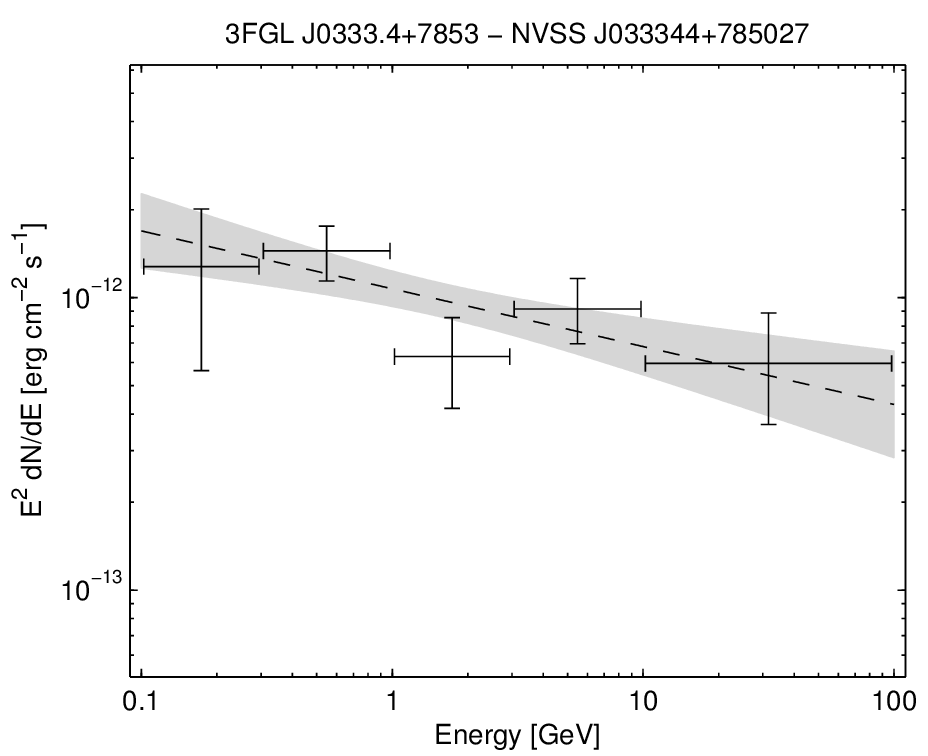 3FGL J0333.4+7853 − NVSS J033344+785027
E² dN/dE [erg cm⁻² s⁻¹]
10⁻¹²
10⁻¹³
0.1 1 10 100
Energy [GeV]